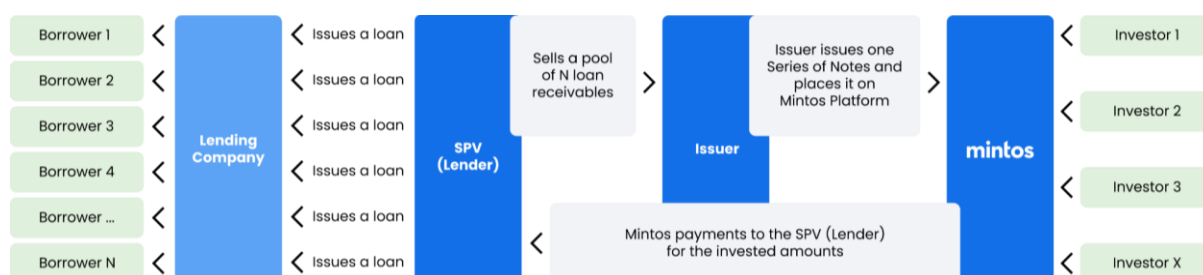 Borrower 1
Borrower 2
Borrower 3
Borrower 4
Borrower ...
Borrower N
Lending
Company
Issues a loan
Issues a loan
Issues a loan
Issues a loan
Issues a loan
Issues a loan
SPV
(Lender)
Sells a pool
of N loan
receivables
Issuer
Issuer issues one
Series of Notes and
places it on
Mintos Platform
Mintos payments to the SPV (Lender)
for the invested amounts
mintos
Investor 1
Investor 2
Investor 3
Investor X